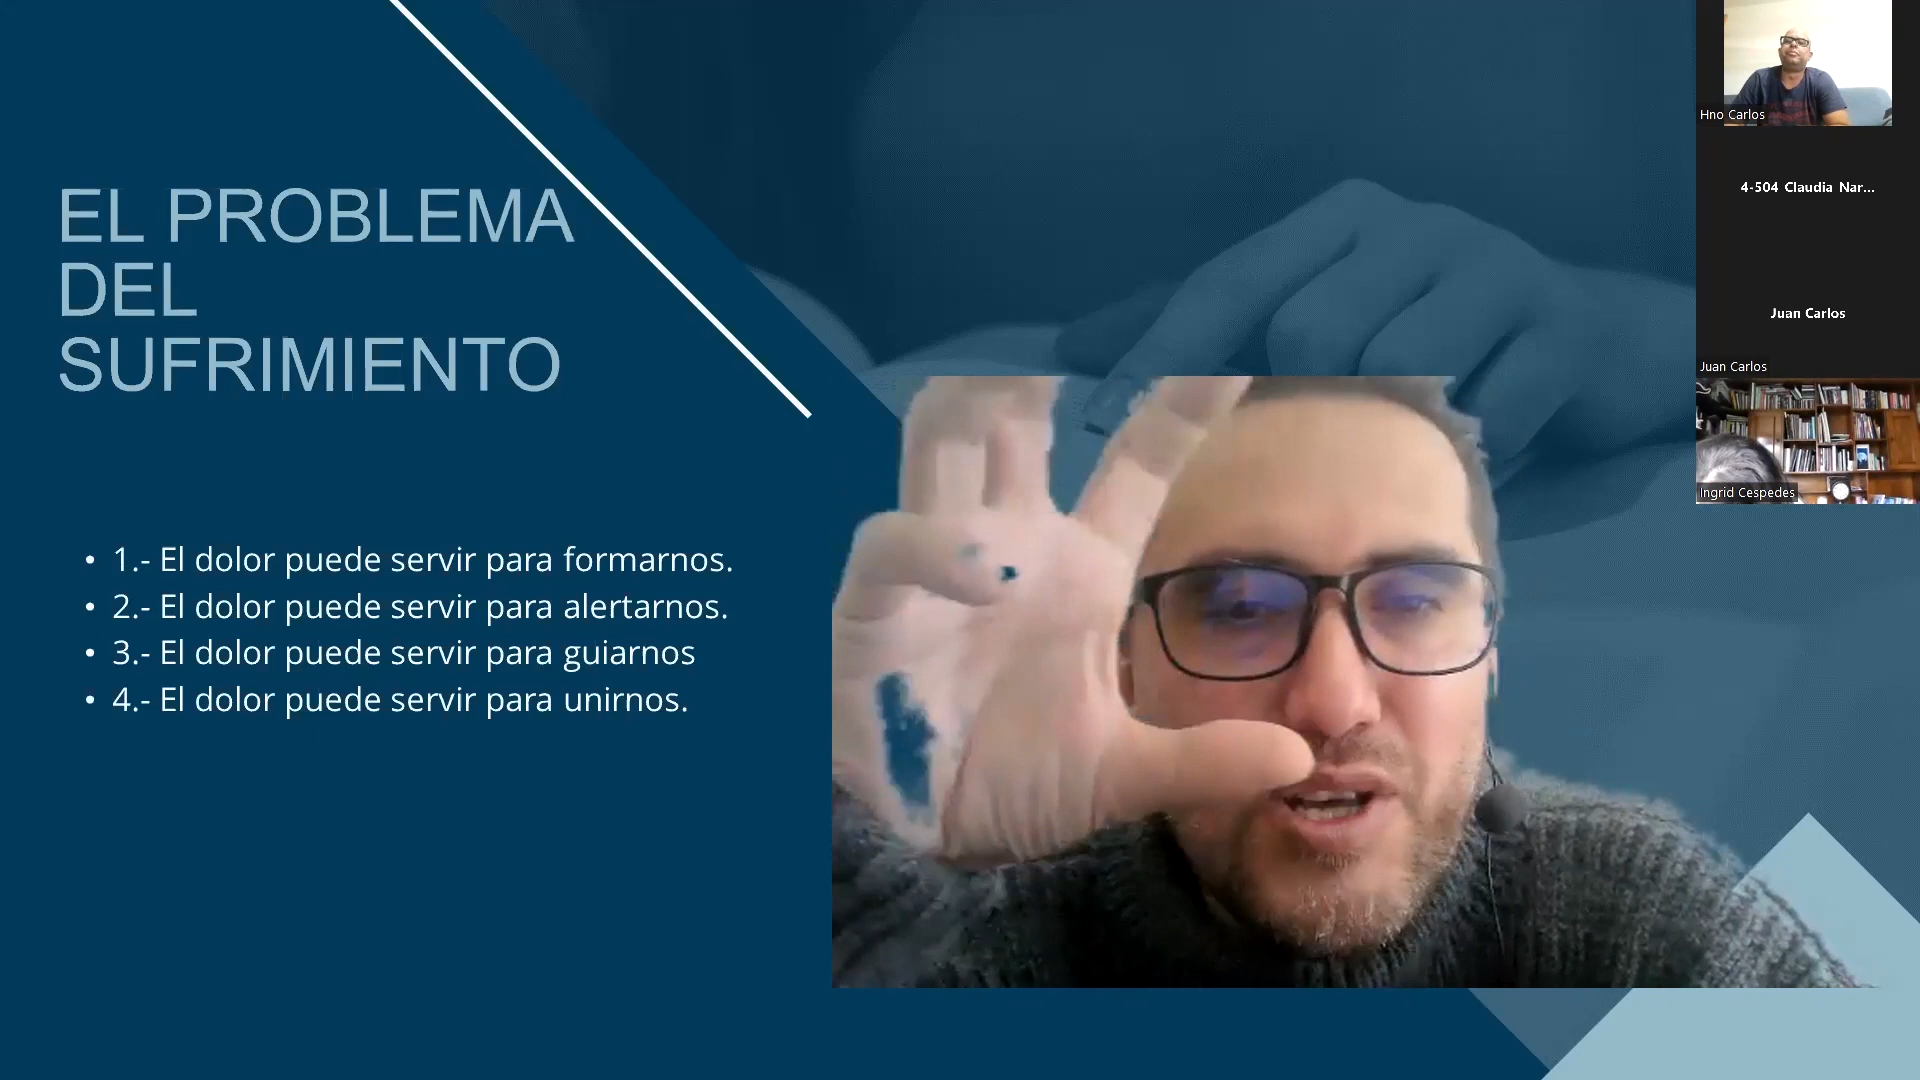 EL PROBLEMA
DEL
SUFRIMIENTO
• 1.- El dolor puede servir para formarnos.
• 2.- El dolor puede servir para alertarnos.
• 3.- El dolor puede servir para guiarnos
• 4.- El dolor puede servir para unirnos.
Hno Carlos
4-504 Claudia Nar...
Juan Carlos
Juan Carlos
Ingrid Cespedes